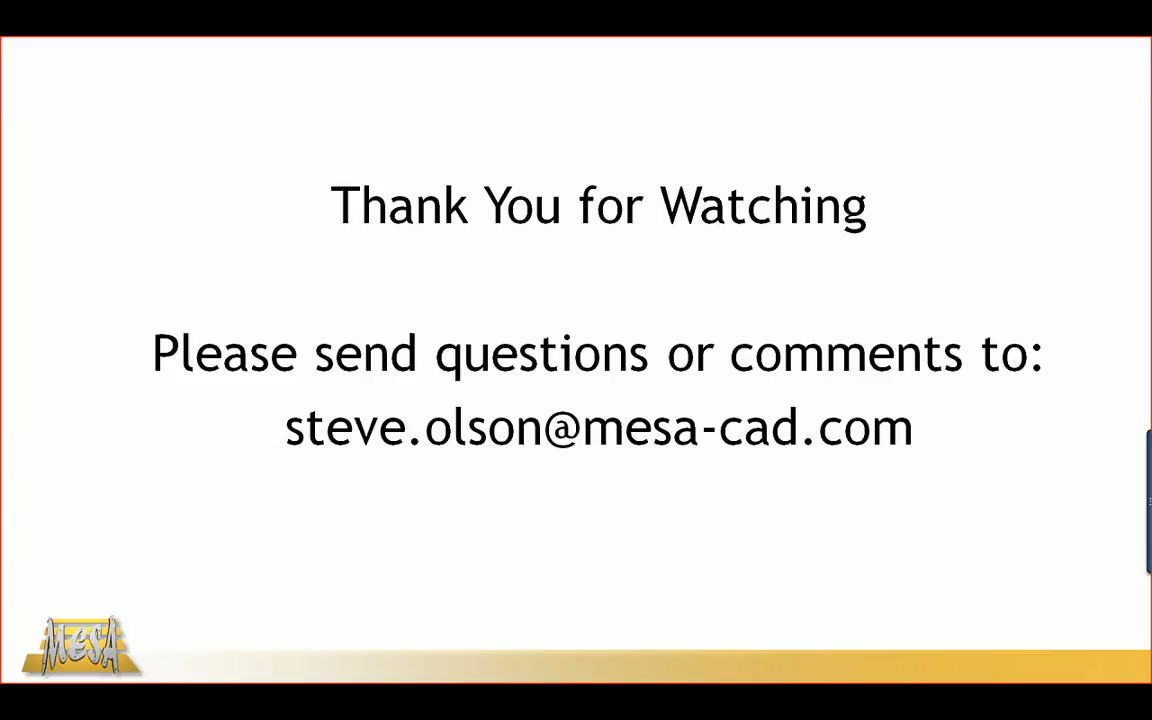 Thank You for Watching
Please send questions or comments to:
steve.olson@mesa-cad.com
MESA